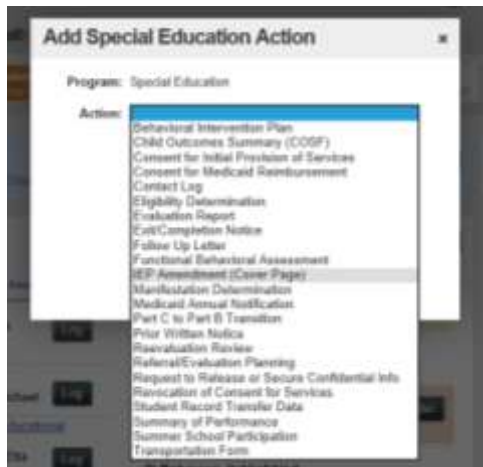 Add Special Education Action
×
Program: Special Education
Action:
Behavioral Intervention Plan
Child Outcomes Summary (COSF)
Consent for Initial Provision of Services
Consent for Medicaid Reimbursement
Contact Log
Eligibility Determination
Evaluation Report
Exit/Completion Notice
Follow Up Letter
Functional Behavioral Assessment
IEP Amendment (Cover Page)
Manifestation Determination
Medicaid Annual Notification
Part C to Part B Transition
Prior Written Notice
Reevaluation Review
Referral/Evaluation Planning
Request to Release or Secure Confidential Info
Revocation of Consent for Services
Student Record Transfer Data
Summary of Performance
Summer School Participation
Transportation Form
Log
Log
Log